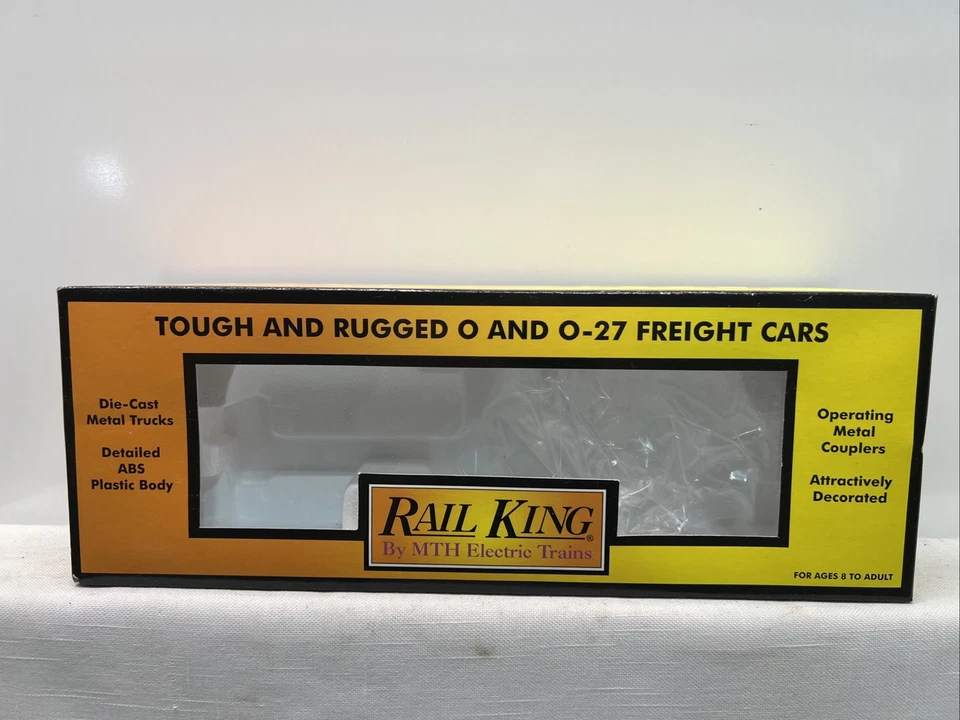 TOUGH AND RUGGED O AND O-27 FREIGHT CARS
Die-Cast
Metal Trucks
Detailed
ABS
Plastic Body
Operating
Metal
Couplers
Attractively
Decorated
RAIL KING®
By MTH Electric Trains
FOR AGES 8 TO ADULT